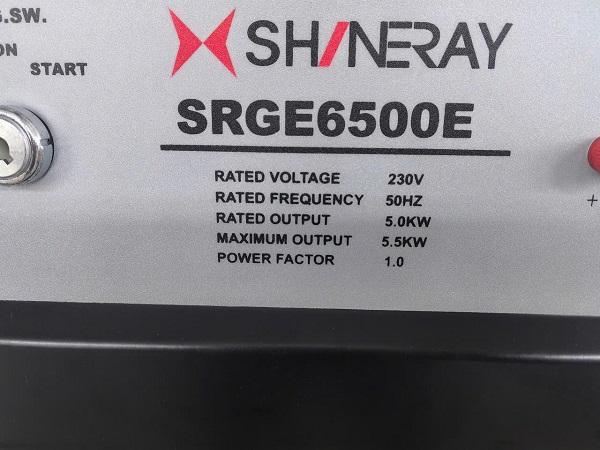 G.SW.
ON
START
SHINERAY
SRGE6500E
RATED VOLTAGE 230V
RATED FREQUENCY 50HZ
RATED OUTPUT 5.0KW
MAXIMUM OUTPUT 5.5KW
POWER FACTOR 1.0
+